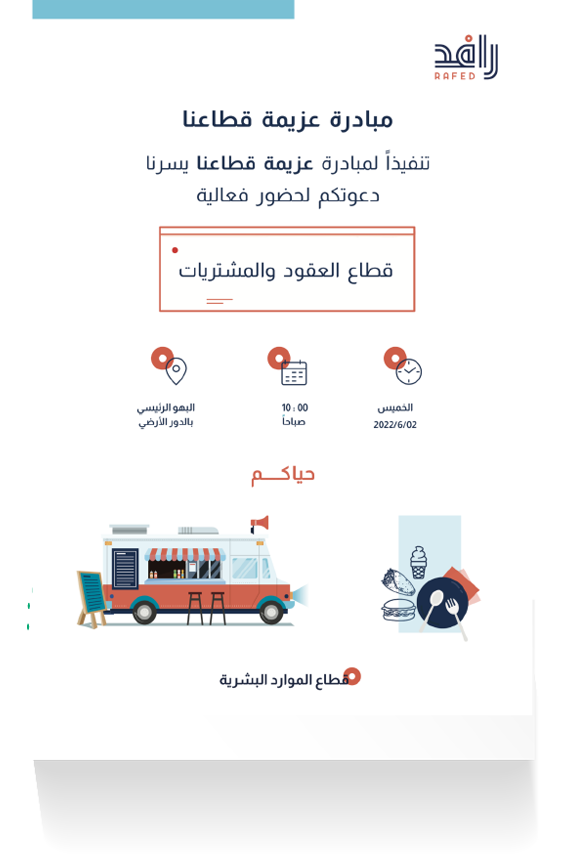 رافد
RAFED
مبادرة عزيمة قطاعنا
تنفيذاً لمبادرة عزيمة قطاعنا يسرنا
دعوتكم لحضور فعالية
قطاع العقود والمشتريات
الخميس
2022/6/02
10 : 00
صباحاً
البهو الرئيسي
بالدور الأرضي
حياكـــم
قطاع الموارد البشرية